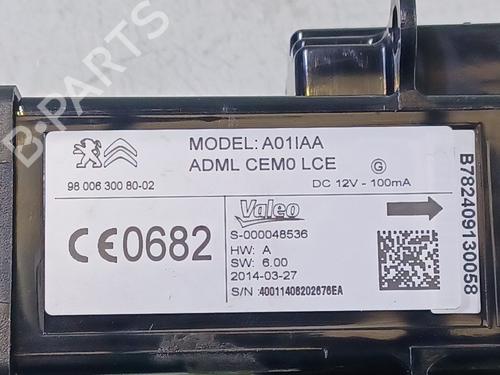 B-Parts
MODEL: A01IAA
ADML CEM0 LCE
G
98 006 300 80-02
DC 12V - 100mA
CE0682
Valeo
S-000048536
HW: A
SW: 6.00
2014-03-27
S/N :40011408202676EA
B782409130058